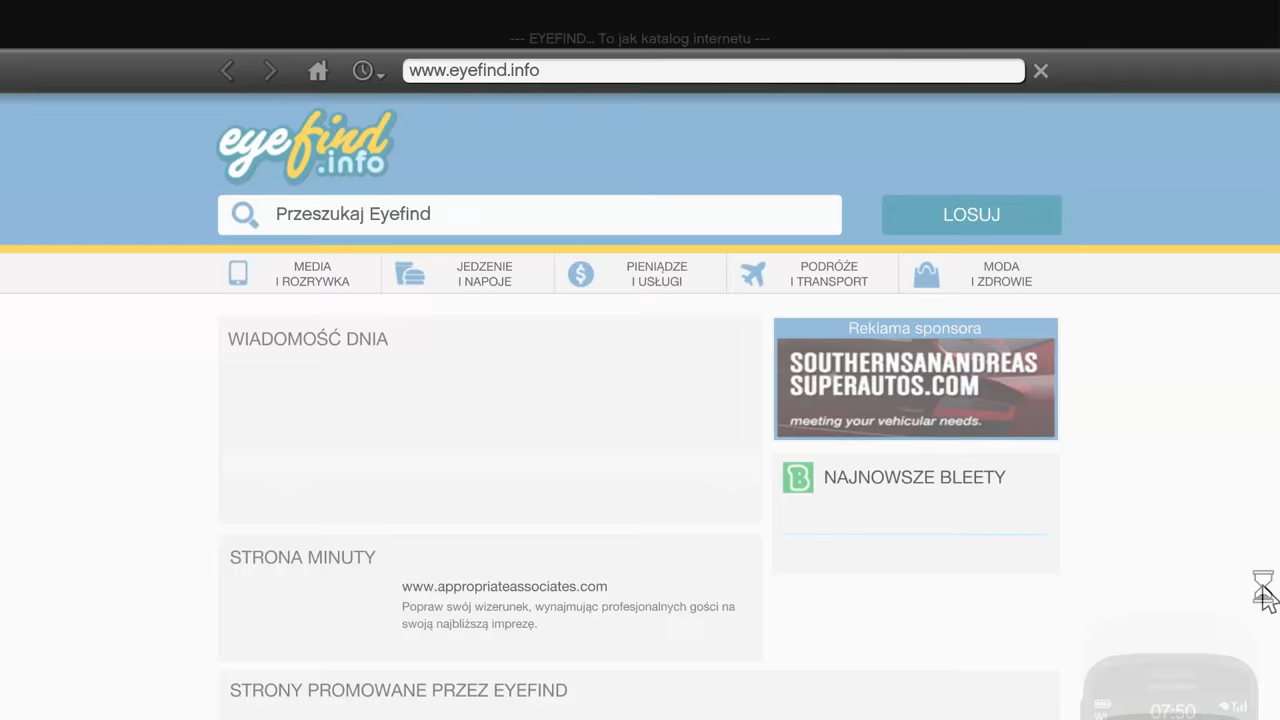 --- EYEFIND... To jak katalog internetu ---
www.eyefind.info
eyefind
.info
Przeszukaj Eyefind
LOSUJ
MEDIA
I ROZRYWKA
JEDZENIE
I NAPOJE
PIENIĄDZE
I USŁUGI
PODRÓŻE
I TRANSPORT
MODA
I ZDROWIE
WIADOMOŚĆ DNIA
Reklama sponsora
SOUTHERNSANANDREAS
SUPERAUTOS.COM
meeting your vehicular needs.
B
NAJNOWSZE BLEETY
STRONA MINUTY
www.appropriateassociates.com
Popraw swój wizerunek, wynajmując profesjonalnych gości na
swoją najbliższą imprezę.
STRONY PROMOWANE PRZEZ EYEFIND
07:50